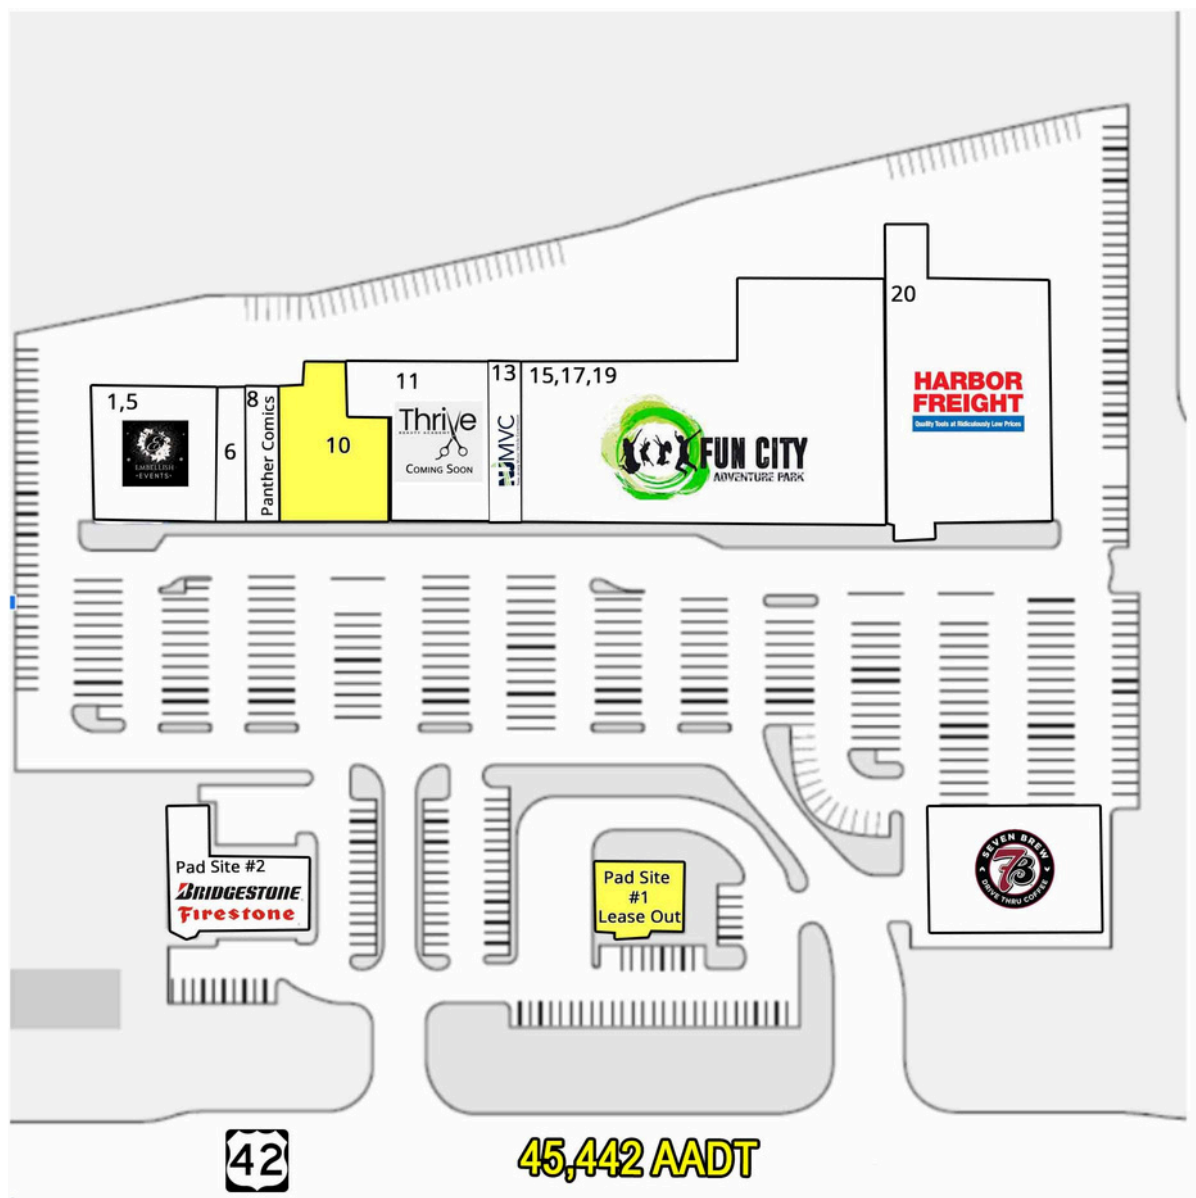 20
HARBOR
FREIGHT
Quality Tools at Ridiculously Low Prices
1,5
EMBELLISH
·EVENTS·
6
8
Panther Comics
10
11
Thrive
BEAUTY ACADEMY
COMING SOON
13
NJMVC
15,17,19
FUN CITY
ADVENTURE PARK
Pad Site #2
BRIDGESTONE
Firestone
Pad Site
#1
Lease Out
SEVEN BREW
7B
DRIVE THRU COFFEE
42
45,442 AADT